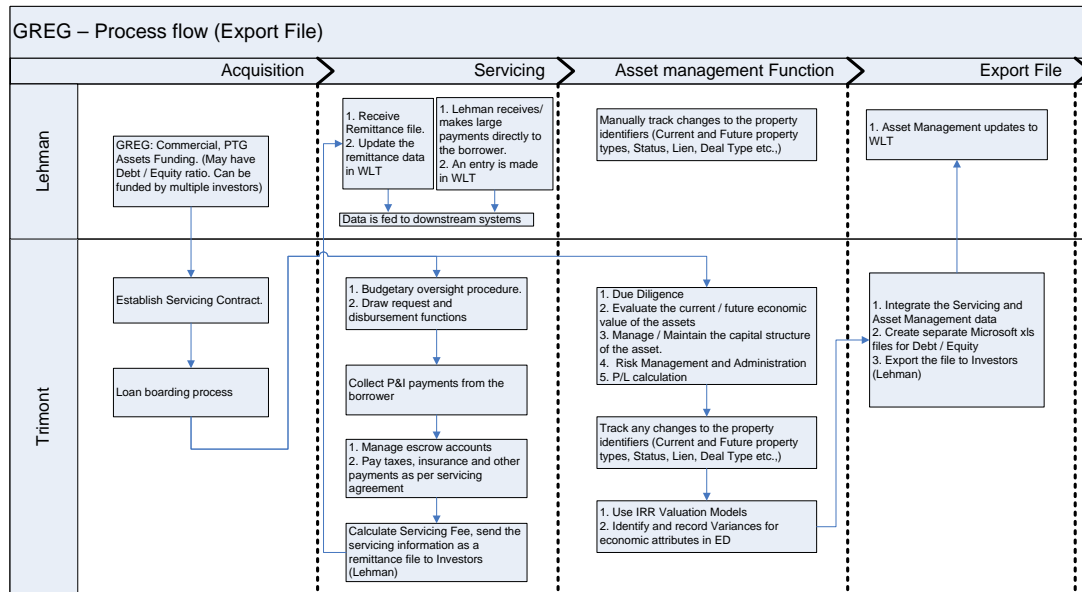 GREG – Process flow (Export File)
Acquisition
Servicing
Asset management Function
Export File
Lehman
GREG: Commercial, PTG
Assets Funding. (May have
Debt / Equity ratio. Can be
funded by multiple investors)
1. Receive
Remittance file.
2. Update the
remittance data
in WLT
1. Lehman receives/
makes large
payments directly to
the borrower.
2. An entry is made
in WLT
Data is fed to downstream systems
Manually track changes to the property
identifiers (Current and Future property
types, Status, Lien, Deal Type etc.,)
1. Asset Management updates to
WLT
Trimont
Establish Servicing Contract.
Loan boarding process
1. Budgetary oversight procedure.
2. Draw request and
disbursement functions
Collect P&I payments from the
borrower
1. Manage escrow accounts
2. Pay taxes, insurance and other
payments as per servicing
agreement
Calculate Servicing Fee, send the
servicing information as a
remittance file to Investors
(Lehman)
1. Due Diligence
2. Evaluate the current / future economic
value of the assets
3. Manage / Maintain the capital structure
of the asset.
4. Risk Management and Administration
5. P/L calculation
Track any changes to the property
identifiers (Current and Future property
types, Status, Lien, Deal Type etc.,)
1. Use IRR Valuation Models
2. Identify and record Variances for
economic attributes in ED
1. Integrate the Servicing and
Asset Management data
2. Create separate Microsoft xls
files for Debt / Equity
3. Export the file to Investors
(Lehman)